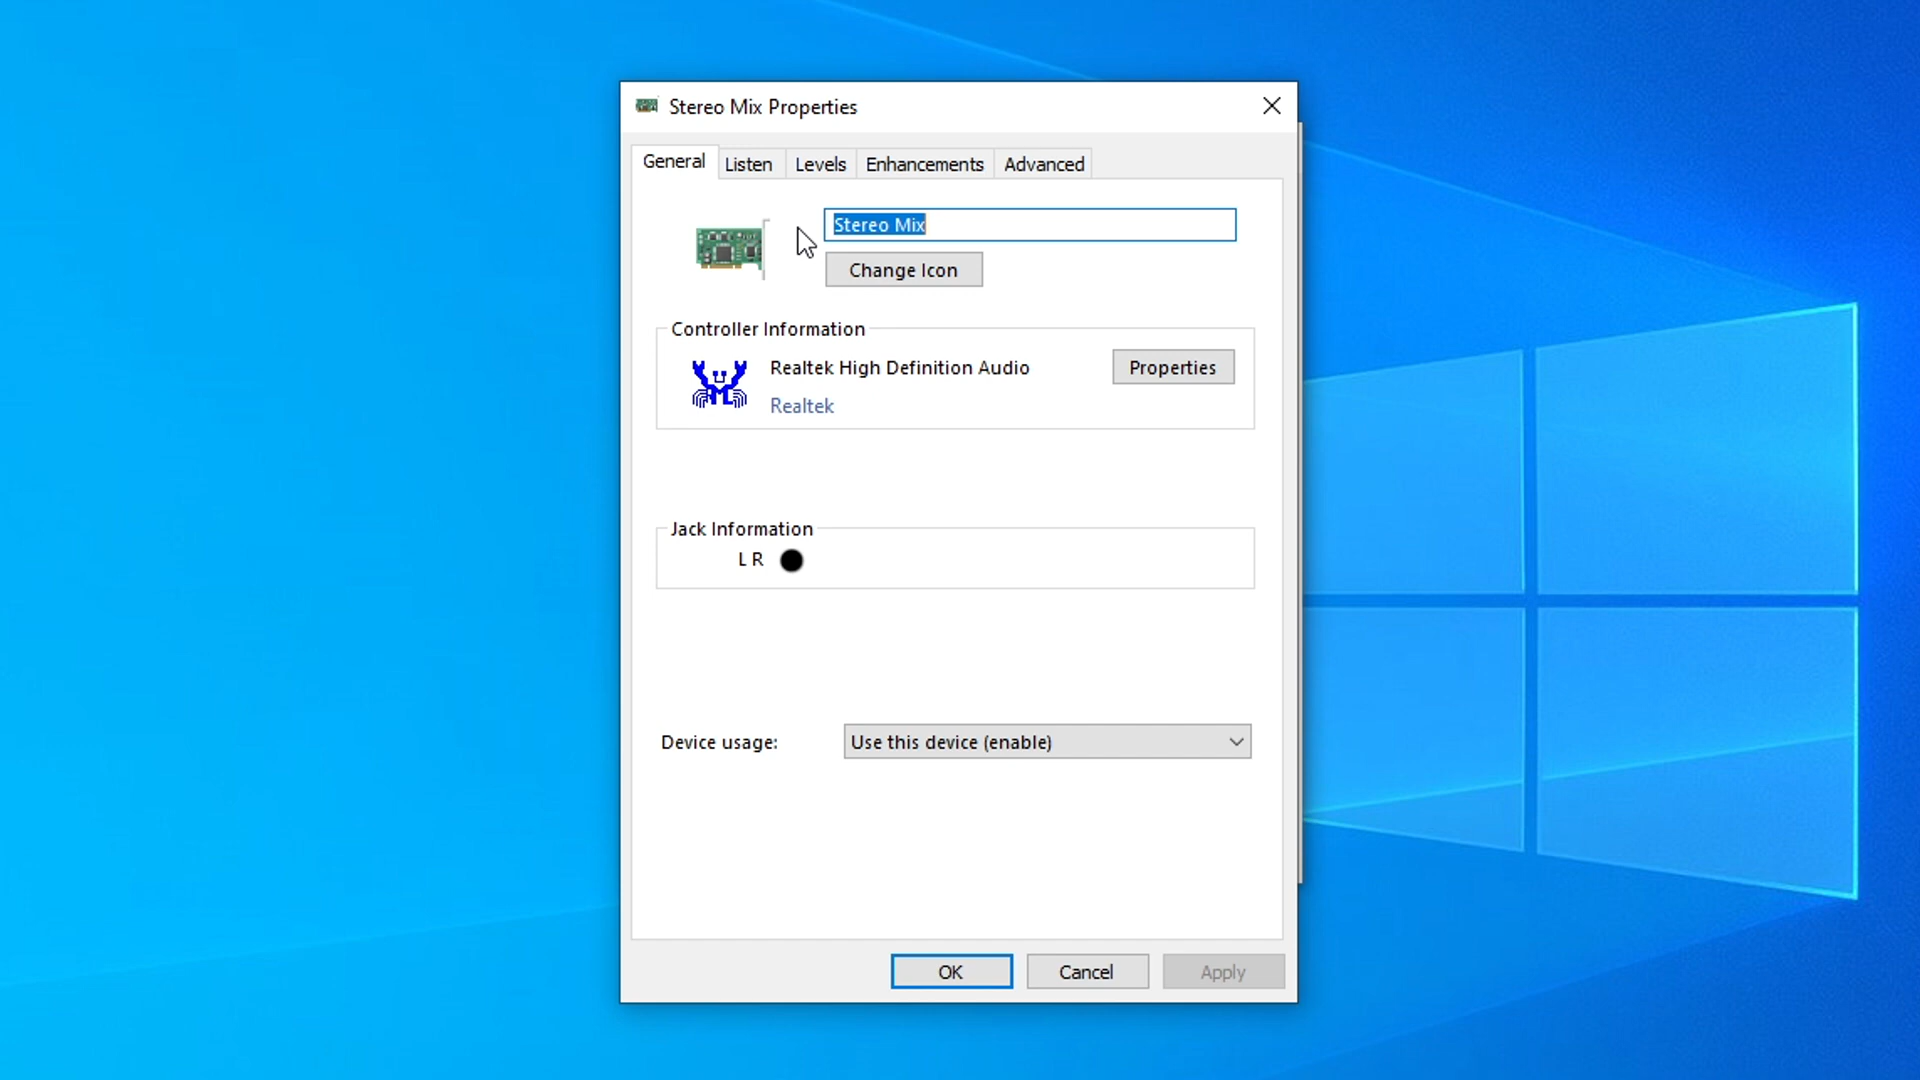 Stereo Mix Properties
General Listen Levels Enhancements Advanced
Stereo Mix
Change Icon
Controller Information
Realtek High Definition Audio
Properties
Realtek
Jack Information
L R
Device usage: Use this device (enable)
OK Cancel Apply